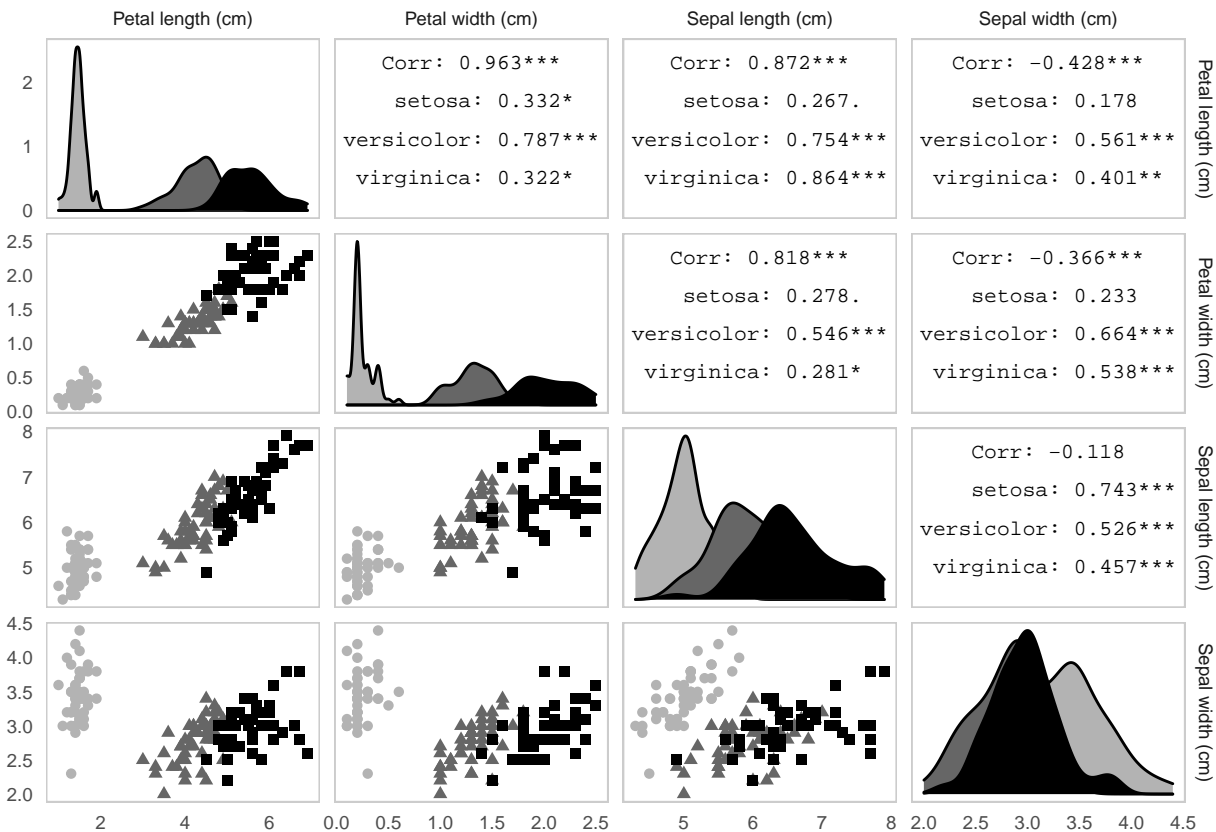 Petal length (cm) Petal width (cm) Sepal length (cm) Sepal width (cm)
2
1
0
Corr: 0.963***
setosa: 0.332*
versicolor: 0.787***
virginica: 0.322*
Corr: 0.872***
setosa: 0.267.
versicolor: 0.754***
virginica: 0.864***
Corr: -0.428***
setosa: 0.178
versicolor: 0.561***
virginica: 0.401**
Petal length (cm)
2.5
2.0
1.5
1.0
0.5
0.0
Corr: 0.818***
setosa: 0.278.
versicolor: 0.546***
virginica: 0.281*
Corr: -0.366***
setosa: 0.233
versicolor: 0.664***
virginica: 0.538***
Petal width (cm)
8
7
6
5
Corr: -0.118
setosa: 0.743***
versicolor: 0.526***
virginica: 0.457***
Sepal length (cm)
4.5
4.0
3.5
3.0
2.5
2.0
Sepal width (cm)
2 4 6 0.0 0.5 1.0 1.5 2.0 2.5 5 6 7 8 2.0 2.5 3.0 3.5 4.0 4.5